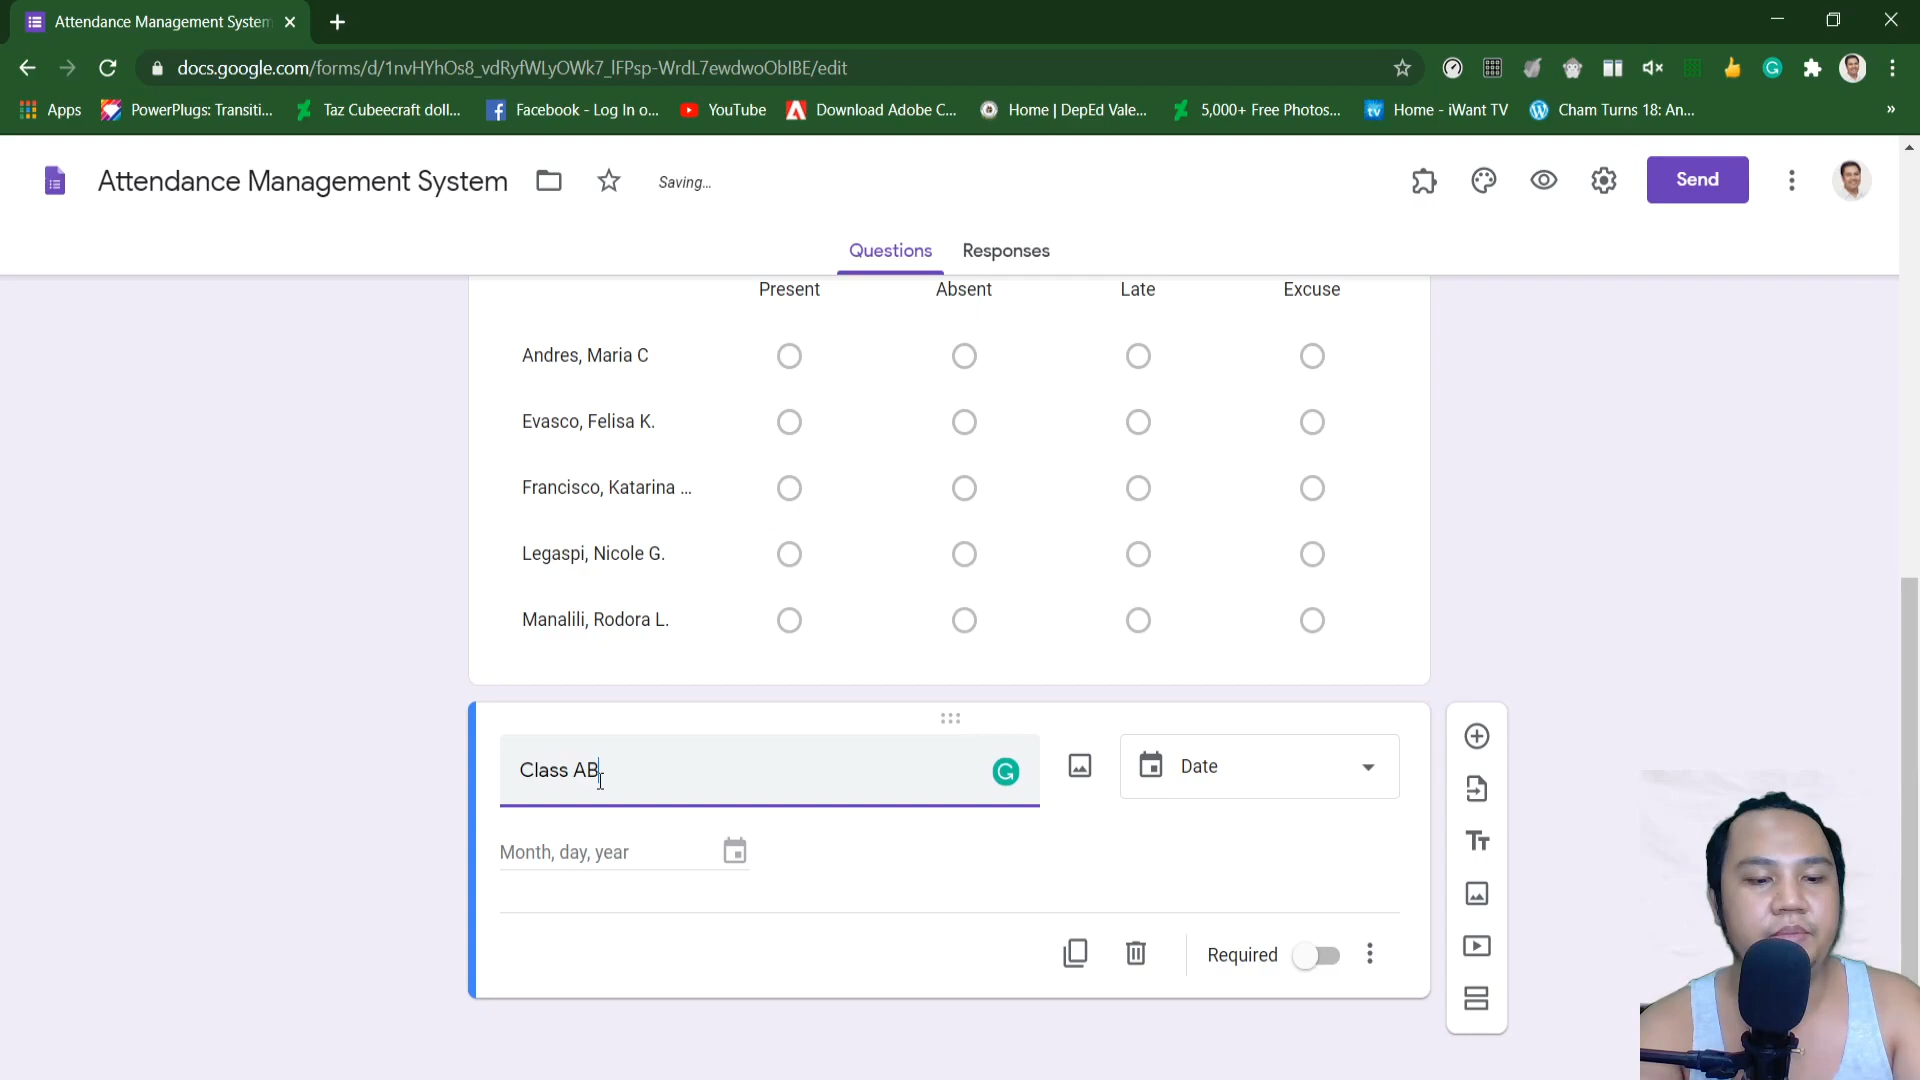 Attendance Management System
docs.google.com/forms/d/1nvHYhOs8_vdRyfWLyOWk7_lFPsp-WrdL7ewdwoOblBE/edit
Apps PowerPlugs: Transiti... Taz Cubeecraft doll... Facebook - Log In o... YouTube Download Adobe C... Home | DepEd Vale... 5,000+ Free Photos... Home - iWant TV Cham Turns 18: An... »
Attendance Management System Saving... Send
Questions Responses
Present Absent Late Excuse
Andres, Maria C
Evasco, Felisa K.
Francisco, Katarina ...
Legaspi, Nicole G.
Manalili, Rodora L.
Class AB Date
Month, day, year
Required